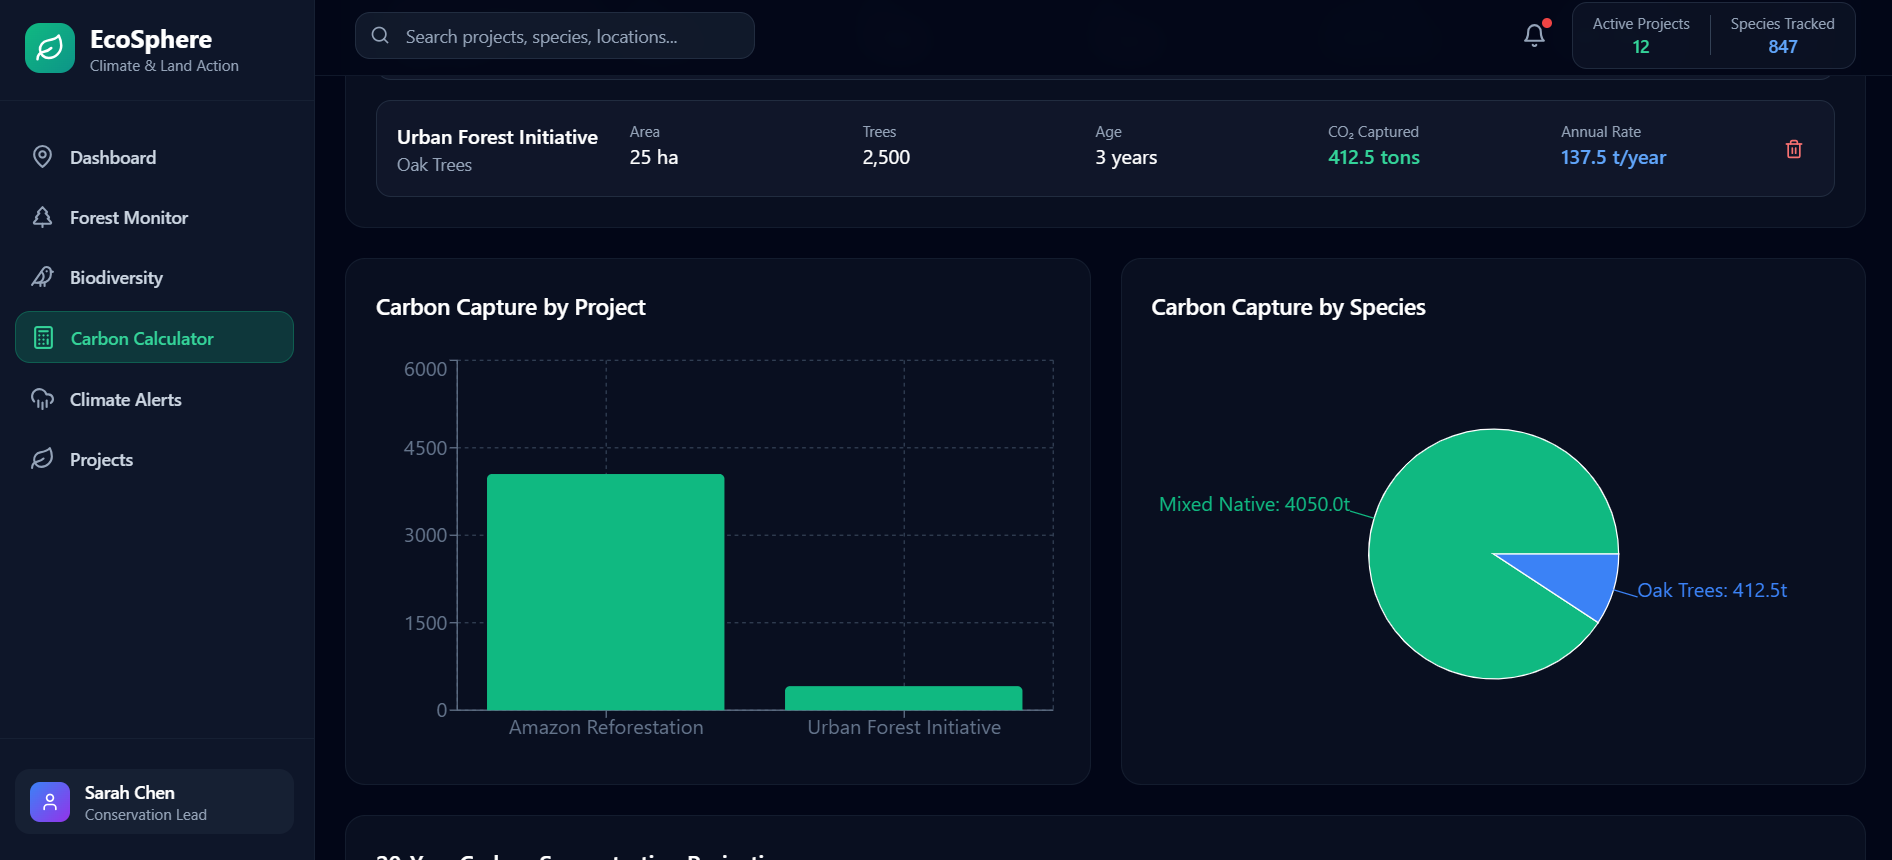 EcoSphere
Climate & Land Action
Search projects, species, locations...
Active Projects
12
Species Tracked
847
Dashboard
Forest Monitor
Biodiversity
Carbon Calculator
Climate Alerts
Projects
Sarah Chen
Conservation Lead
Urban Forest Initiative
Oak Trees
Area
25 ha
Trees
2,500
Age
3 years
CO₂ Captured
412.5 tons
Annual Rate
137.5 t/year
Carbon Capture by Project
6000
4500
3000
1500
0
Amazon Reforestation
Urban Forest Initiative
Carbon Capture by Species
Mixed Native: 4050.0t
Oak Trees: 412.5t